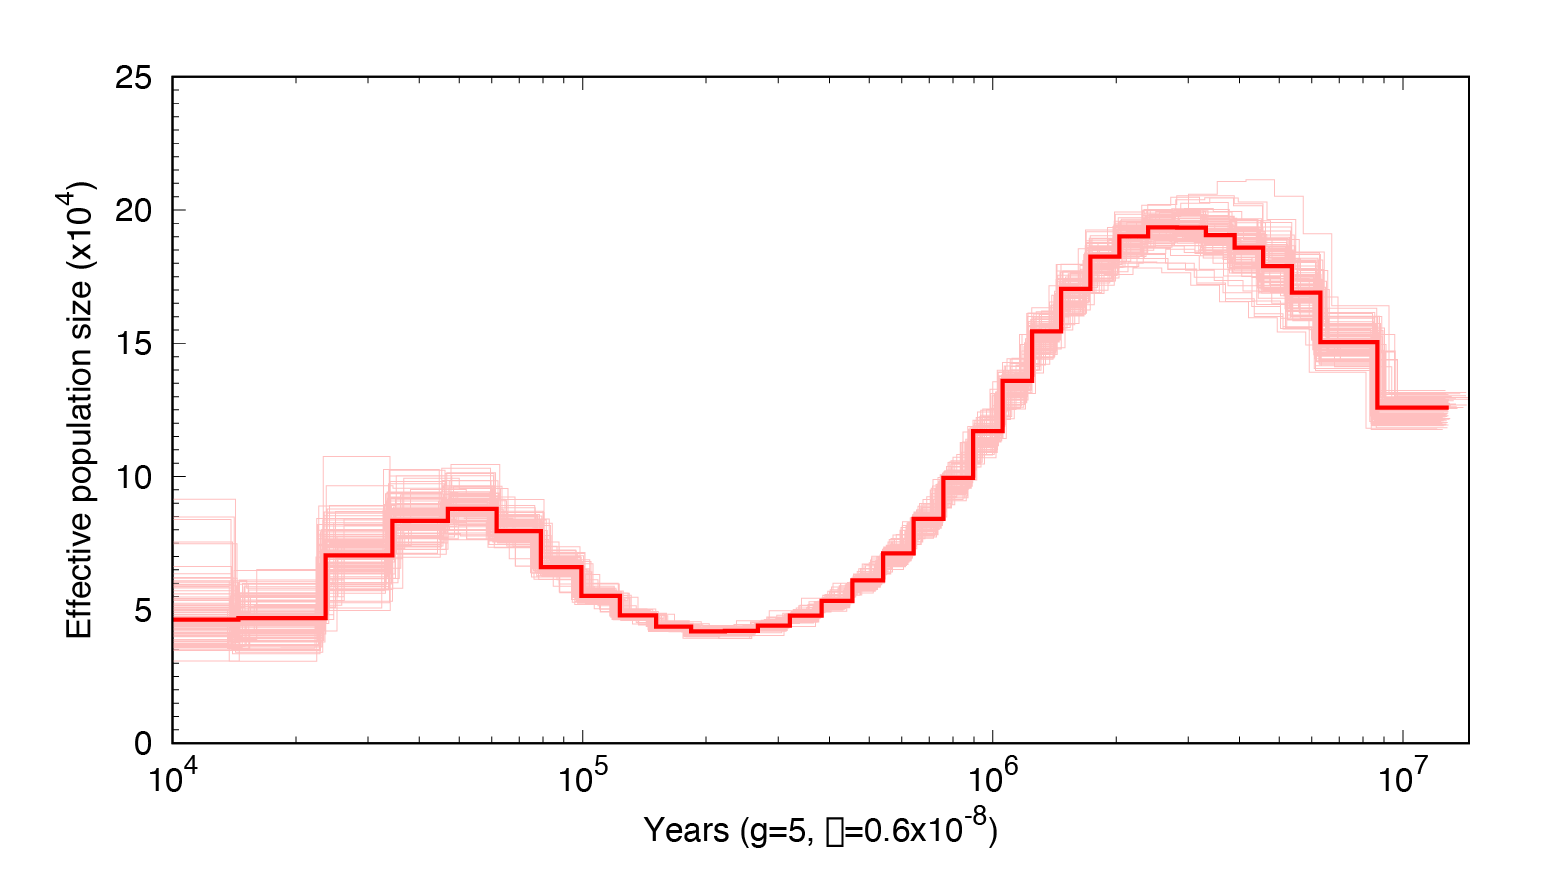 Effective population size (x10⁴)
25
20
15
10
5
0
10⁴ 10⁵ 10⁶ 10⁷
Years (g=5, □=0.6x10⁻⁸)